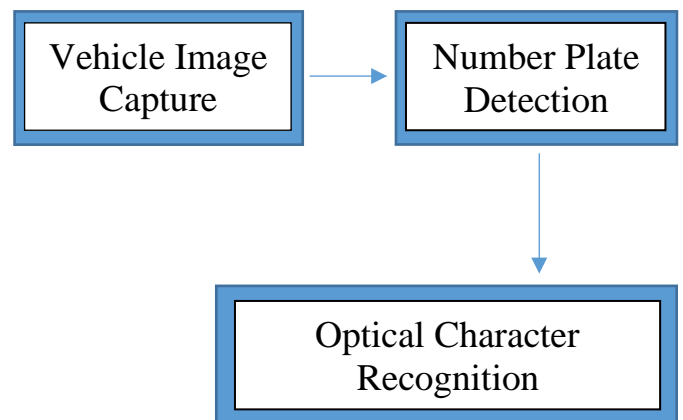 Vehicle Image
Capture
Number Plate
Detection
Optical Character
Recognition